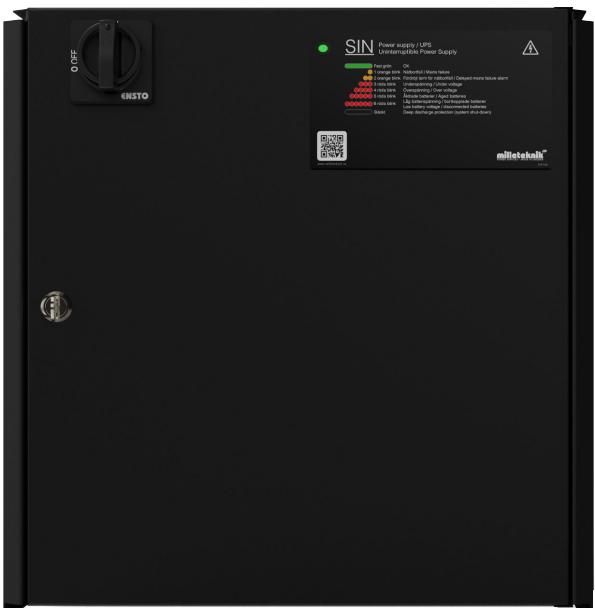 O OFF
ENSTO
SIN
Power supply / UPS
Uninterruptible Power Supply
Fast grön OK
1 orange blink Nätbortfall / Mains failure
2 orange blink Fördröjt larm för nätbortfall / Delayed mains failure alarm
3 röda blink Underspänning / Under voltage
4 röda blink Överspänning / Over voltage
5 röda blink Åldrade batterier / Aged batteries
6 röda blink Låg batterispänning / bortkopplade batterier
Low battery voltage / disconnected batteries
Släckt Deep discharge protection (system shut-down)
milleteknik